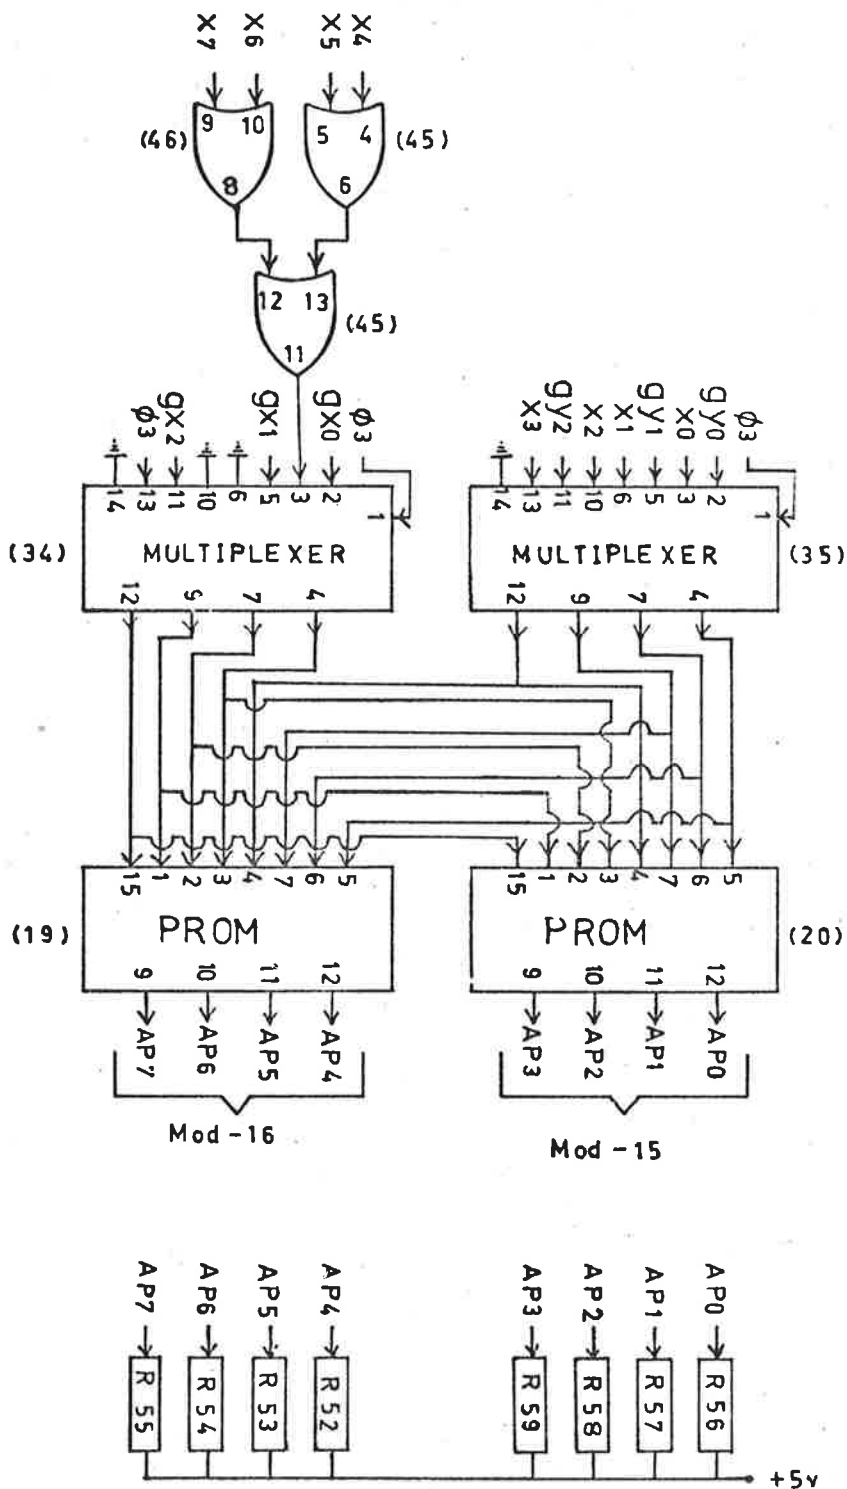 X7 X6 X5 X4
9 10 5 4
(46) (45)
8 6
12 13
(45)
11
φ3 gx2 gx1 gx0 φ3
x3 gy2 x2 x1 gy1 x0 gy0 φ3
14 13 11 10 6 5 3 2 1
14 13 11 10 6 5 3 2 1
(34) MULTIPLEXER
MULTIPLEXER (35)
12 9 7 4
12 9 7 4
15 1 2 3 4 7 6 5
15 1 2 3 4 7 6 5
(19) PROM
PROM (20)
9 10 11 12
9 10 11 12
AP7 AP6 AP5 AP4
AP3 AP2 AP1 AP0
Mod-16
Mod-15
AP7 AP6 AP5 AP4
AP3 AP2 AP1 AP0
R55 R54 R53 R52
R59 R58 R57 R56
+5v